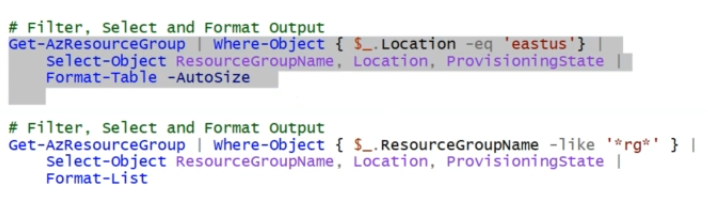 # Filter, Select and Format Output
Get-AzResourceGroup | Where-Object { $_.Location -eq 'eastus'} |
Select-Object ResourceGroupName, Location, ProvisioningState |
Format-Table -AutoSize
# Filter, Select and Format Output
Get-AzResourceGroup | Where-Object { $_.ResourceGroupName -like '*rg*' } |
Select-Object ResourceGroupName, Location, ProvisioningState |
Format-List